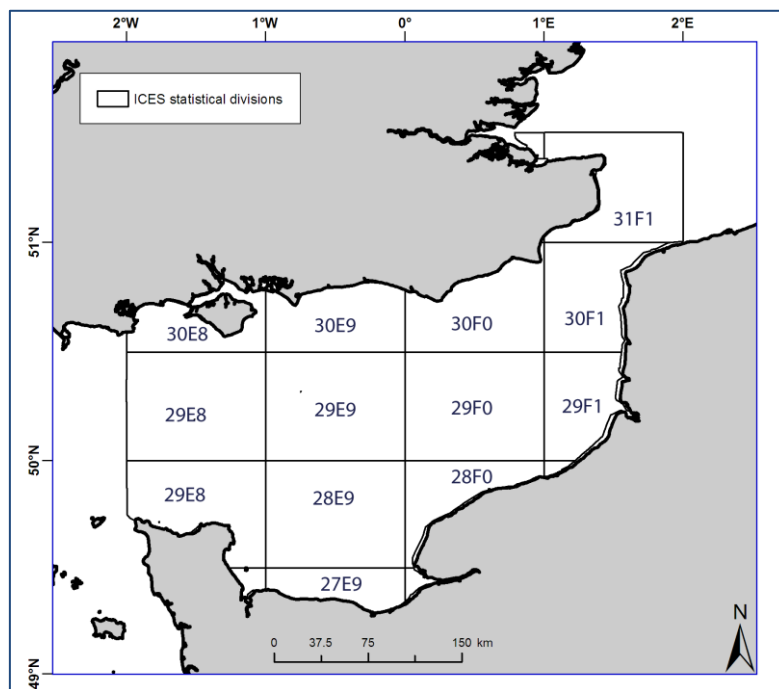 2°W 1°W 0° 1°E 2°E
ICES statistical divisions
31F1
51°N
30E8 30E9 30F0 30F1
29E8 29E9 29F0 29F1
50°N
29E8 28E9 28F0
27E9
N
0 37.5 75 150 km
49°N